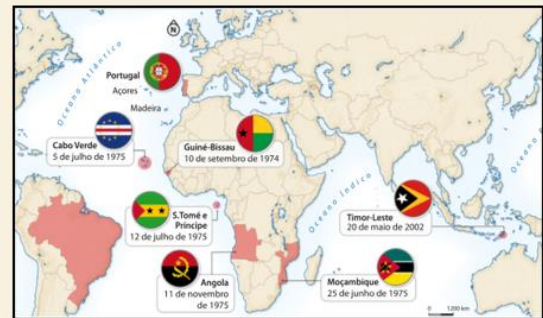 N
Oceano Atlântico
Portugal
Açores
Madeira
Cabo Verde
5 de julho de 1975
Guiné-Bissau
10 de setembro de 1974
Oceano Índico
S.Tomé e
Príncipe
12 de julho de 1975
Timor-Leste
20 de maio de 2002
Angola
11 de novembro
de 1975
Moçambique
25 de junho de 1975
0 1200 km